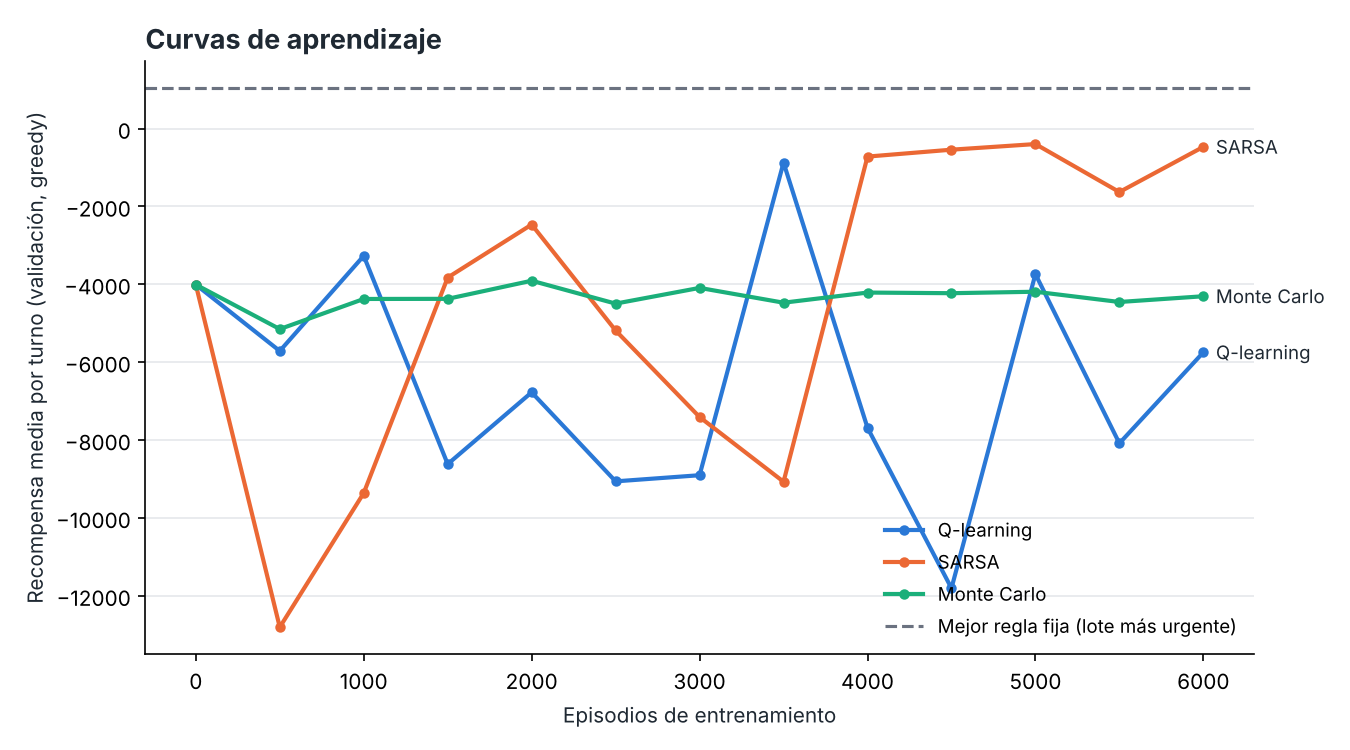 Curvas de aprendizaje
Recompensa media por turno (validación, greedy)
0
−2000
−4000
−6000
−8000
−10000
−12000
SARSA
Monte Carlo
Q-learning
Q-learning
SARSA
Monte Carlo
Mejor regla fija (lote más urgente)
0 1000 2000 3000 4000 5000 6000
Episodios de entrenamiento